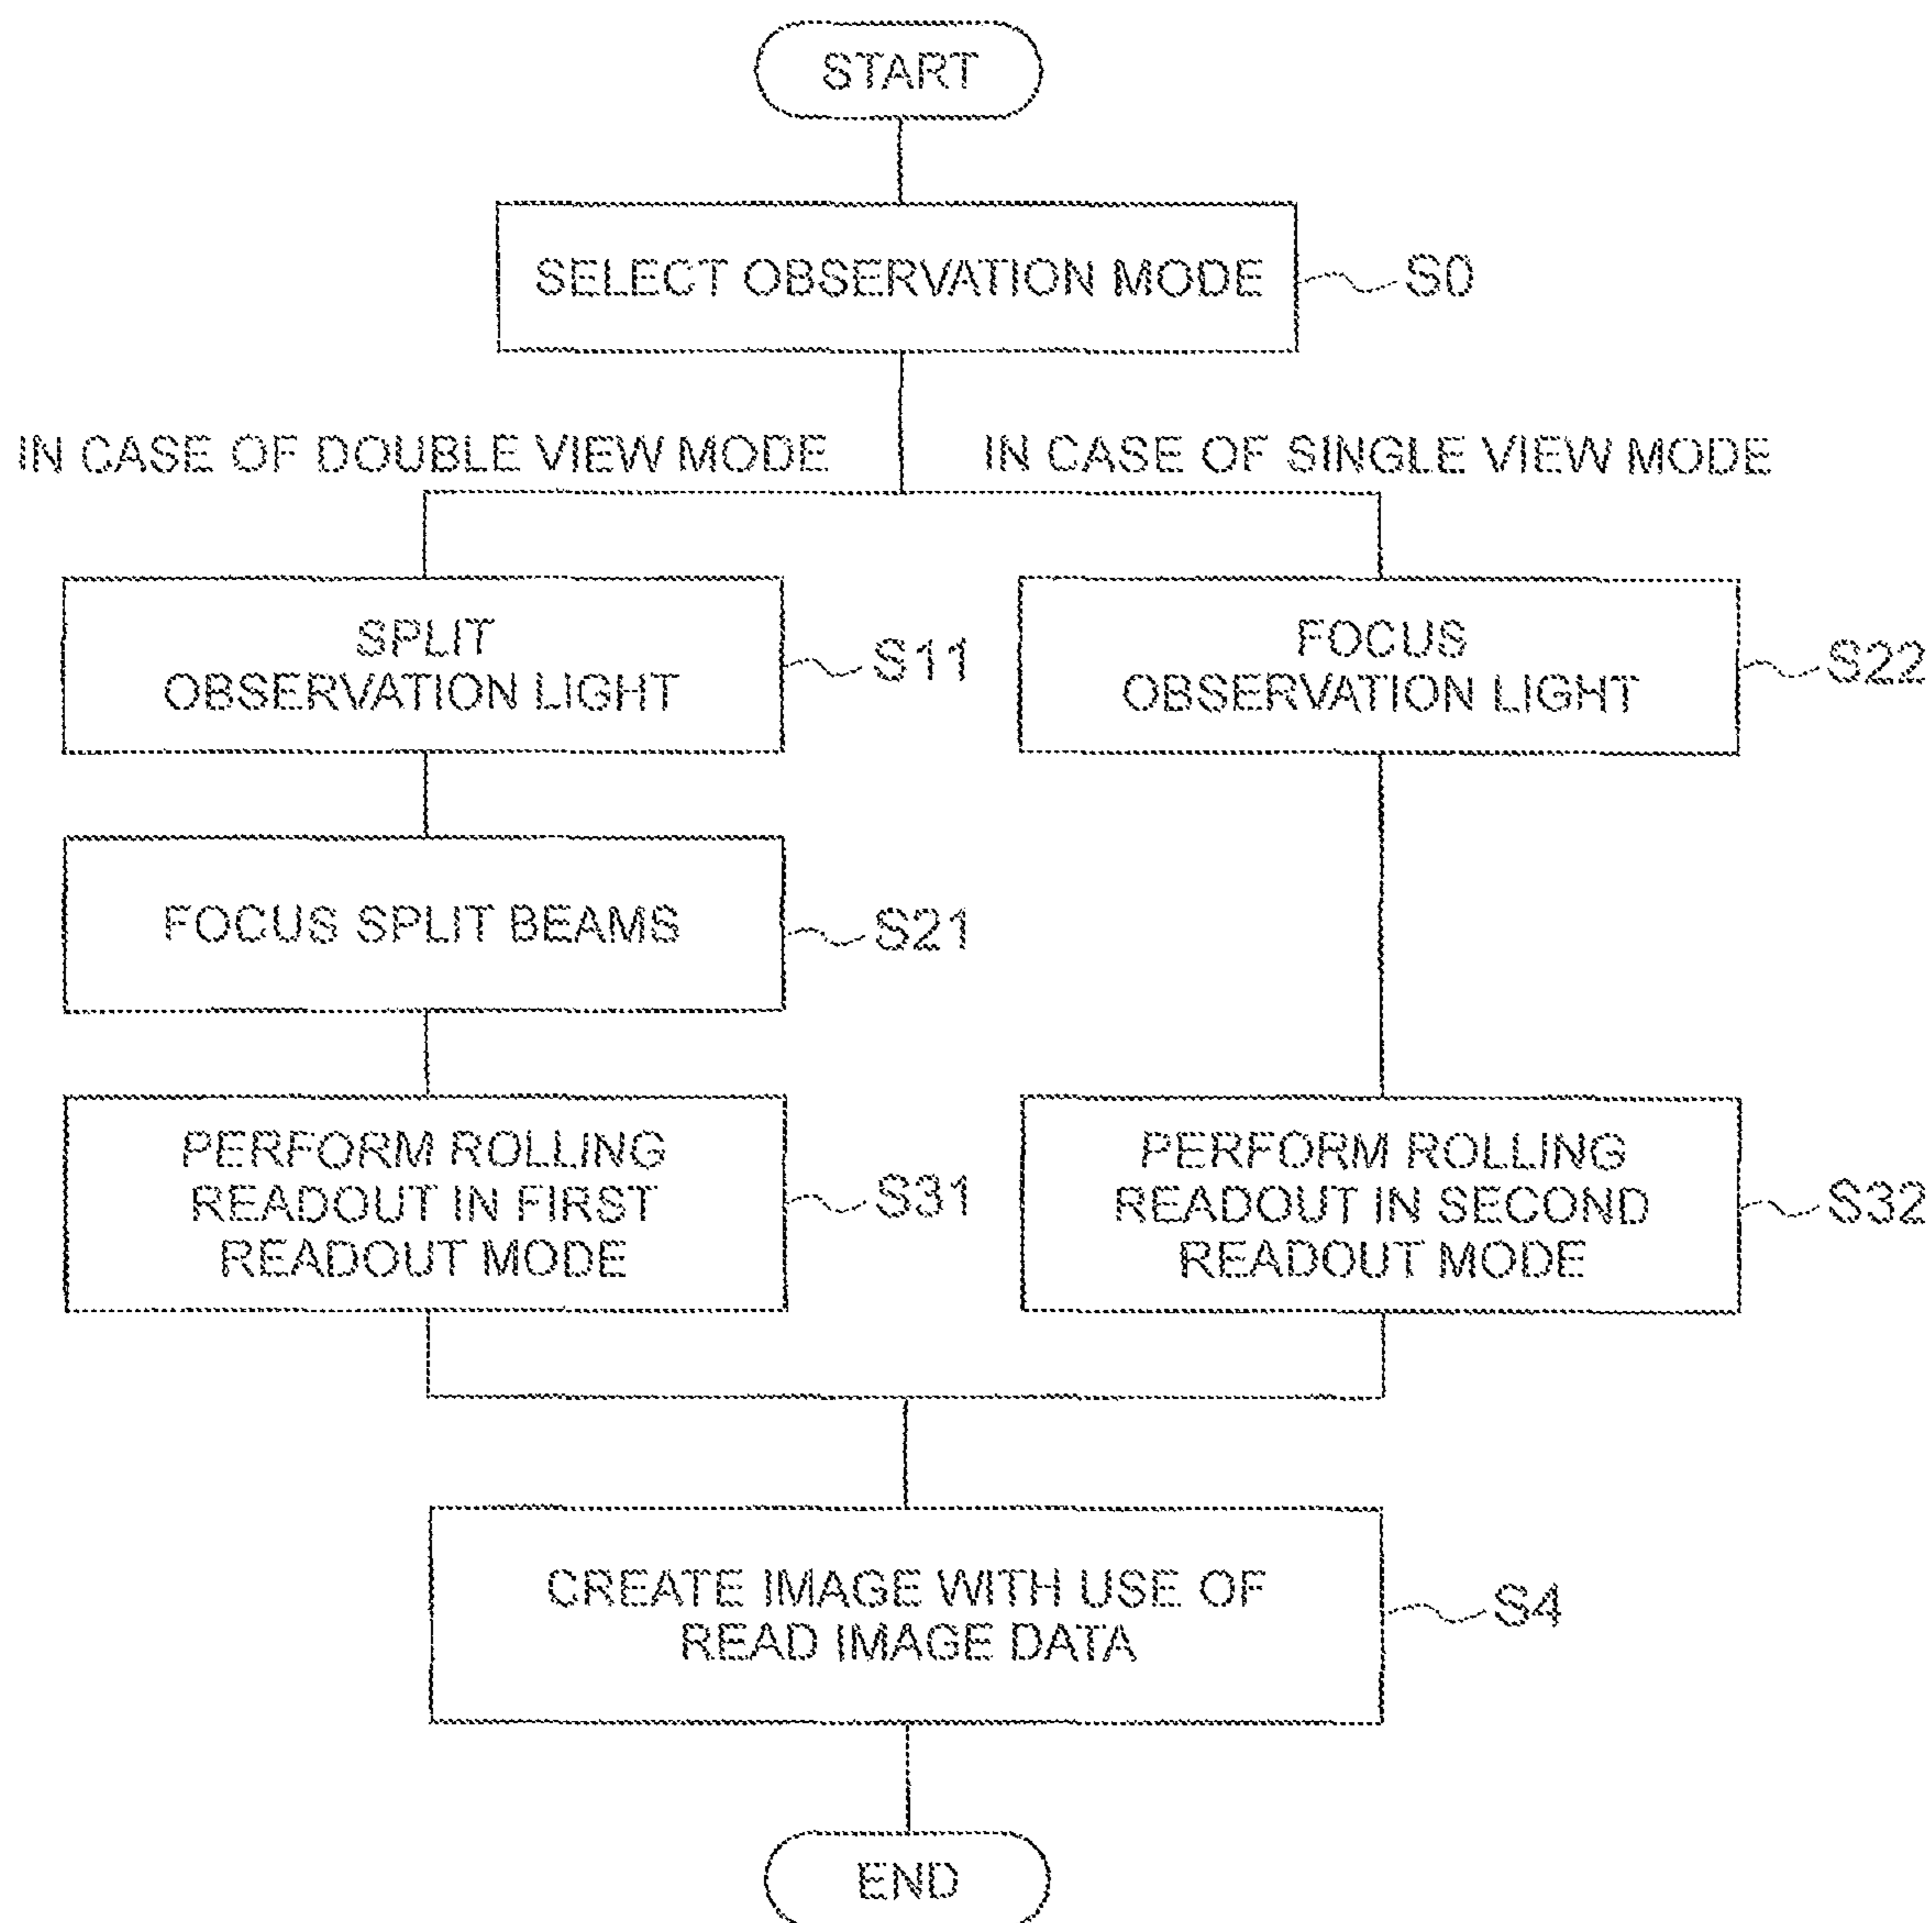 START
SELECT OBSERVATION MODE
S0
IN CASE OF DOUBLE VIEW MODE
IN CASE OF SINGLE VIEW MODE
SPLIT
OBSERVATION LIGHT
S11
FOCUS
OBSERVATION LIGHT
S22
FOCUS SPLIT BEAMS
S21
PERFORM ROLLING
READOUT IN FIRST
READOUT MODE
S31
PERFORM ROLLING
READOUT IN SECOND
READOUT MODE
S32
CREATE IMAGE WITH USE OF
READ IMAGE DATA
S4
END